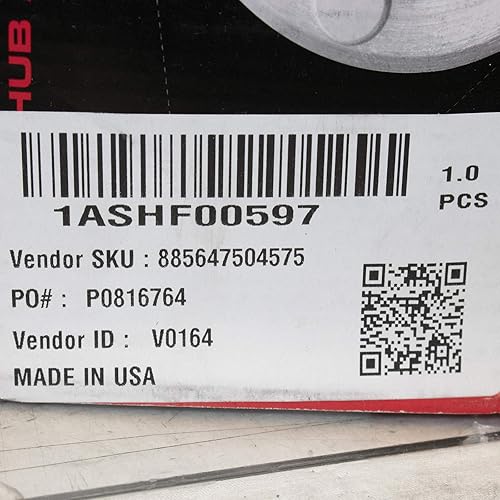 HUB
1.0
PCS
1ASHF00597
Vendor SKU : 885647504575
PO# : P0816764
Vendor ID : V0164
MADE IN USA